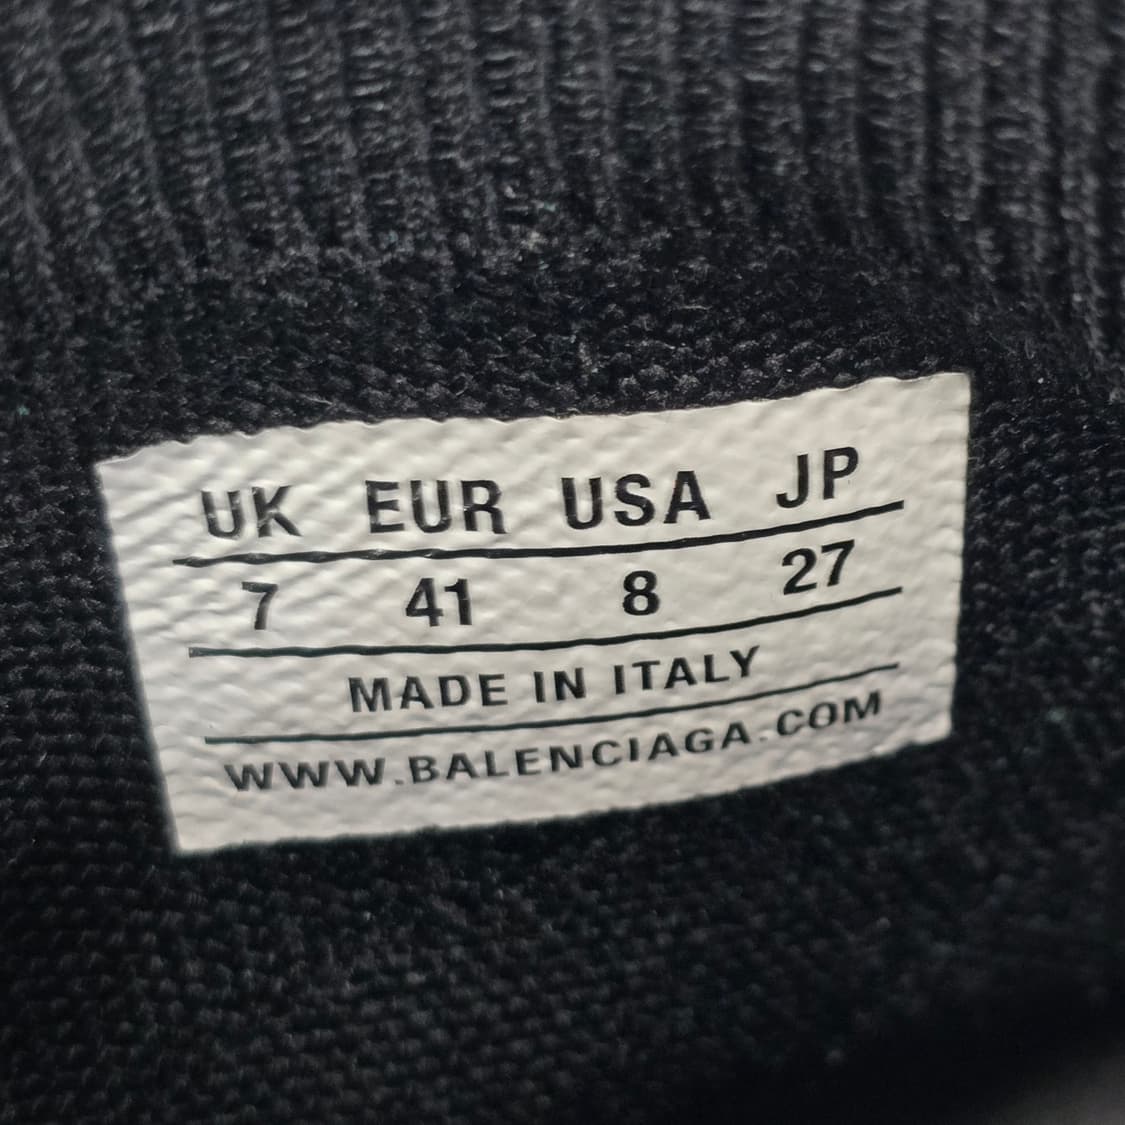 UK EUR USA JP
7 41 8 27
MADE IN ITALY
WWW.BALENCIAGA.COM